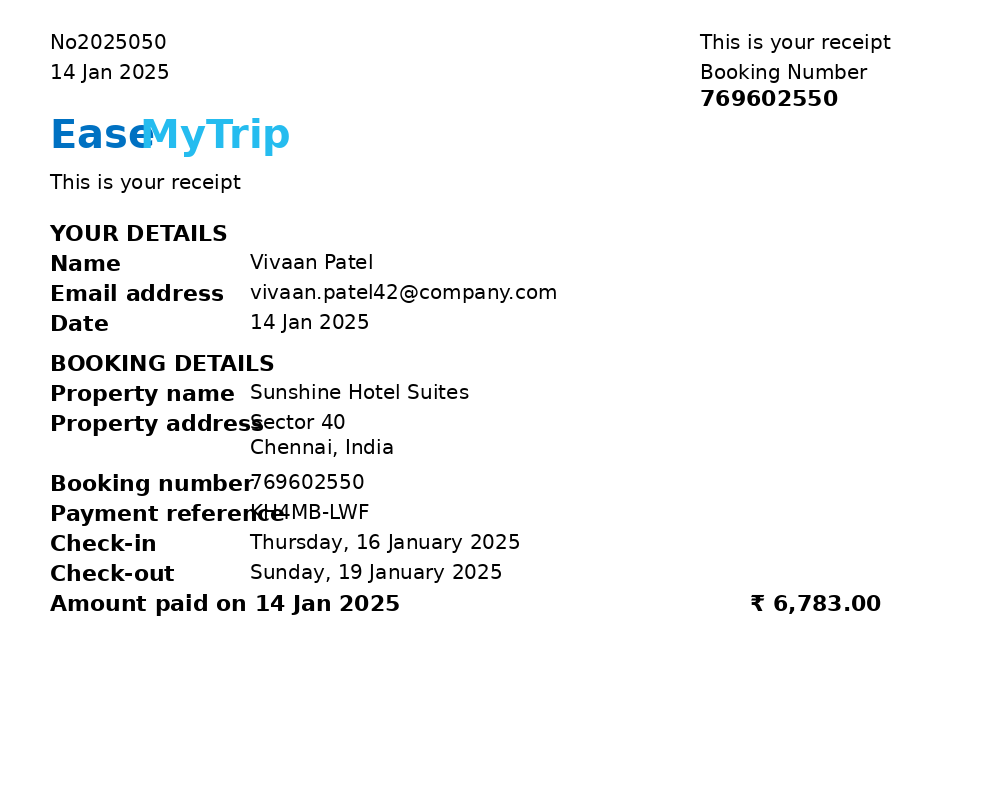 No2025050
14 Jan 2025
This is your receipt
Booking Number
769602550
EaseMyTrip
This is your receipt
YOUR DETAILS
Name Vivaan Patel
Email address vivaan.patel42@company.com
Date 14 Jan 2025
BOOKING DETAILS
Property name Sunshine Hotel Suites
Property address Sector 40
Chennai, India
Booking number 769602550
Payment reference KH4MB-LWF
Check-in Thursday, 16 January 2025
Check-out Sunday, 19 January 2025
Amount paid on 14 Jan 2025 ₹ 6,783.00